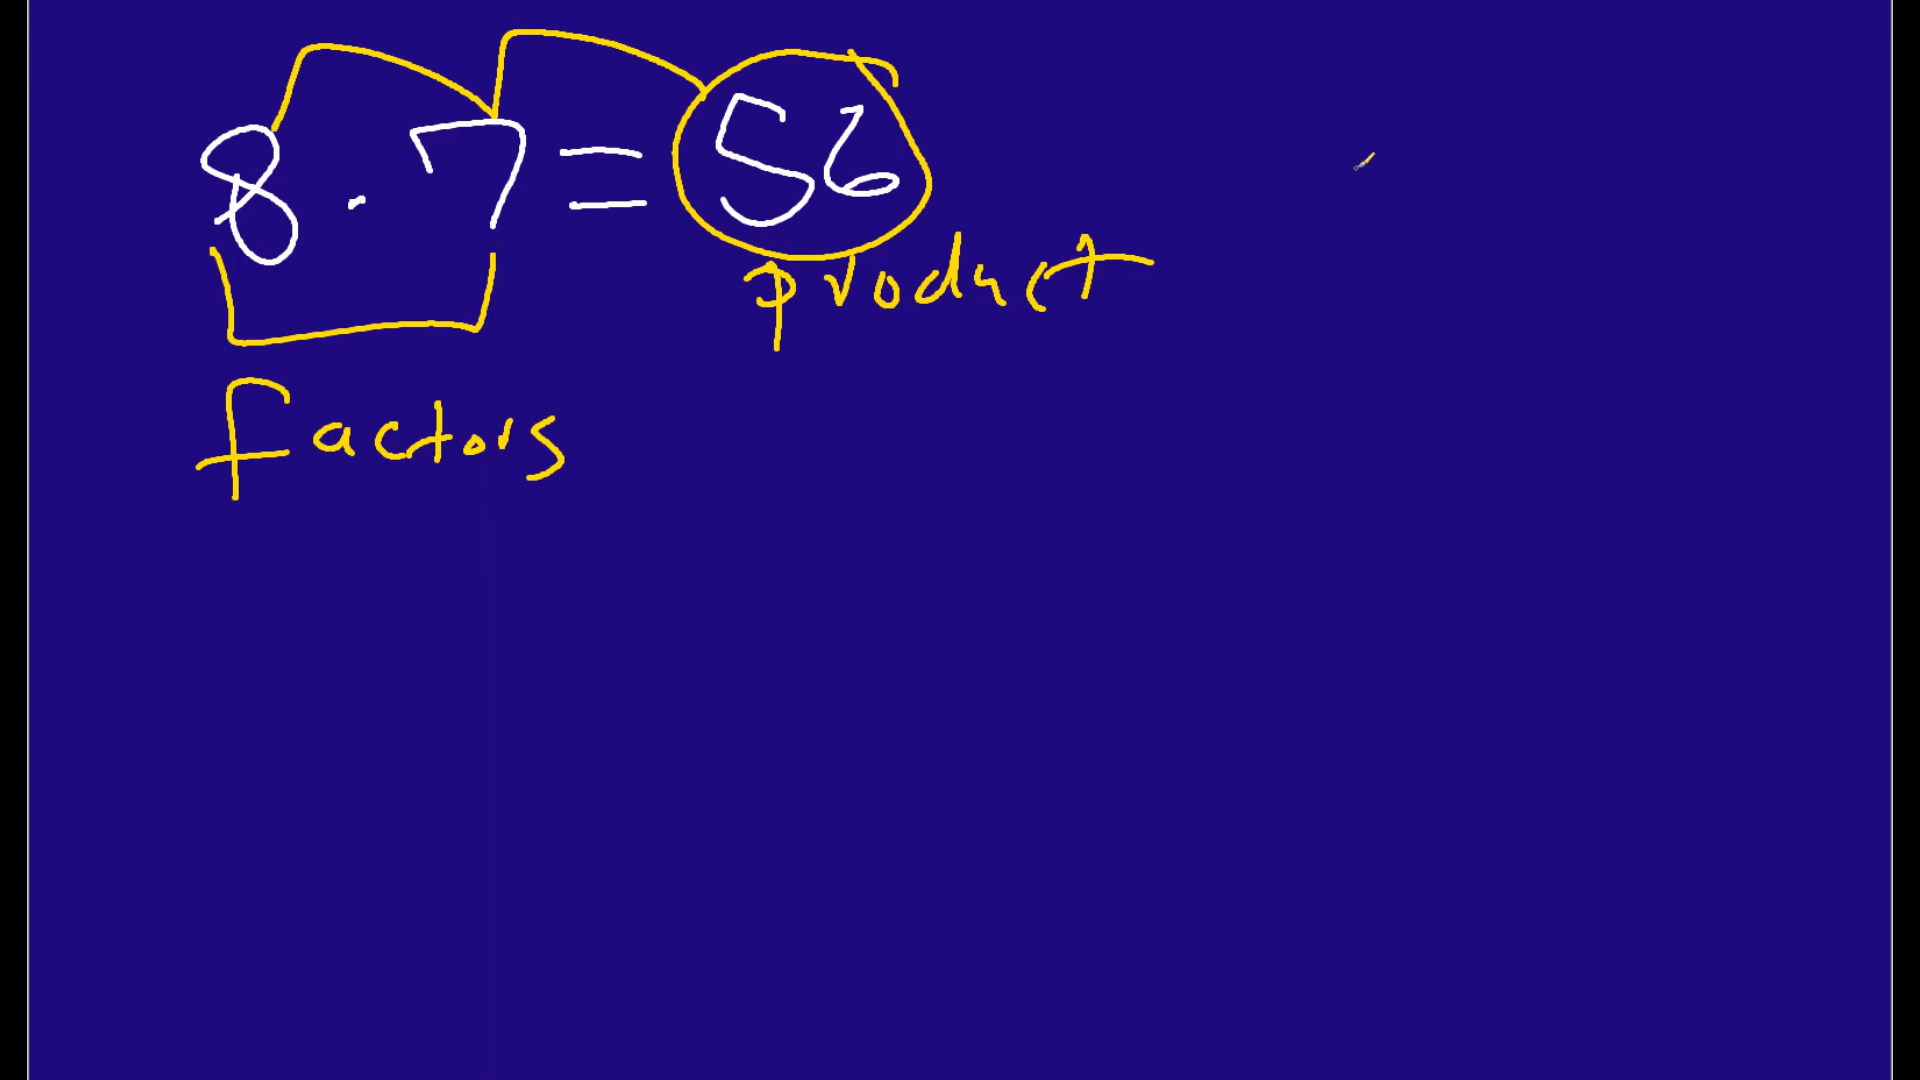 8 · 7 = 56
product
factors